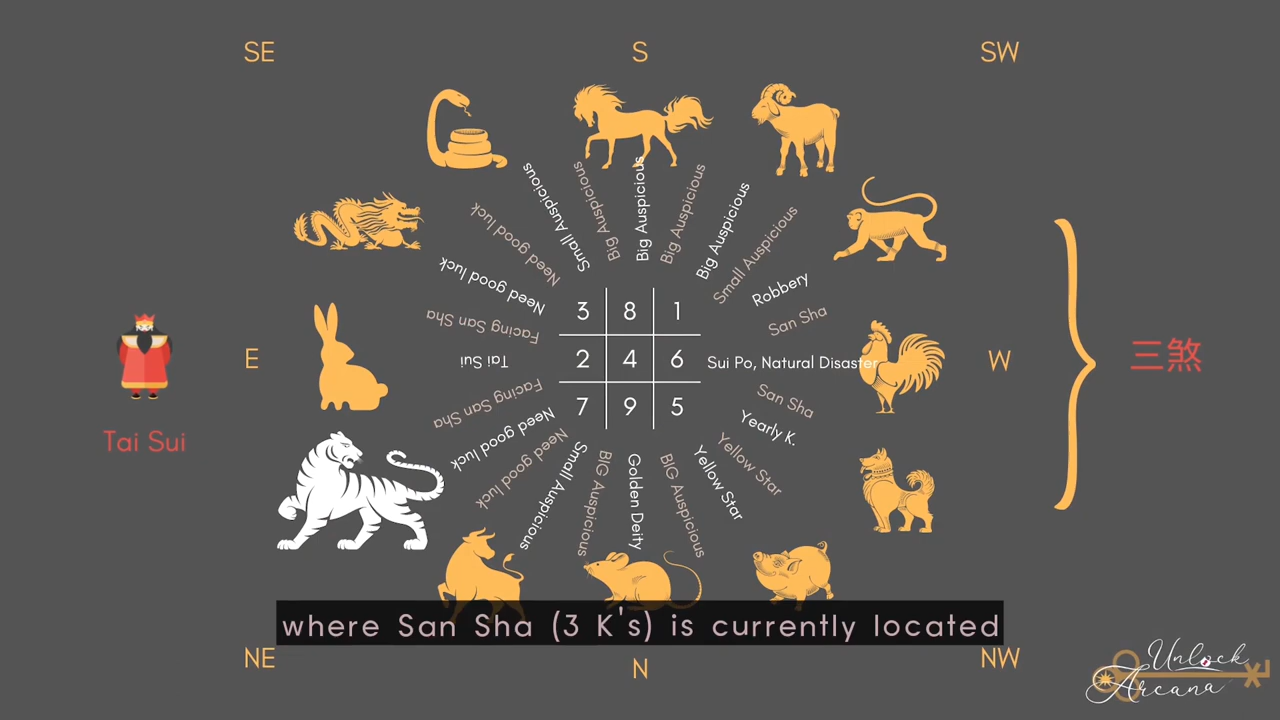 SE
S
SW
Small Auspicious
Big Auspicious
Big Auspicious
Big Auspicious
Big Auspicious
Small Auspicious
Need good luck
Need good luck
Robbery
San Sha
Facing San Sha
3 8 1
E
Tai Sui
2 4 6
Sui Po, Natural Disaster
W
三煞
Facing San Sha
7 9 5
San Sha
Tai Sui
Need good luck
Yearly K.
Need good luck
Yellow Star
Small Auspicious
BIG Auspicious
Golden Deity
BIG Auspicious
Yellow Star
where San Sha (3 K's) is currently located
NE
N
NW
Unlock
Arcana